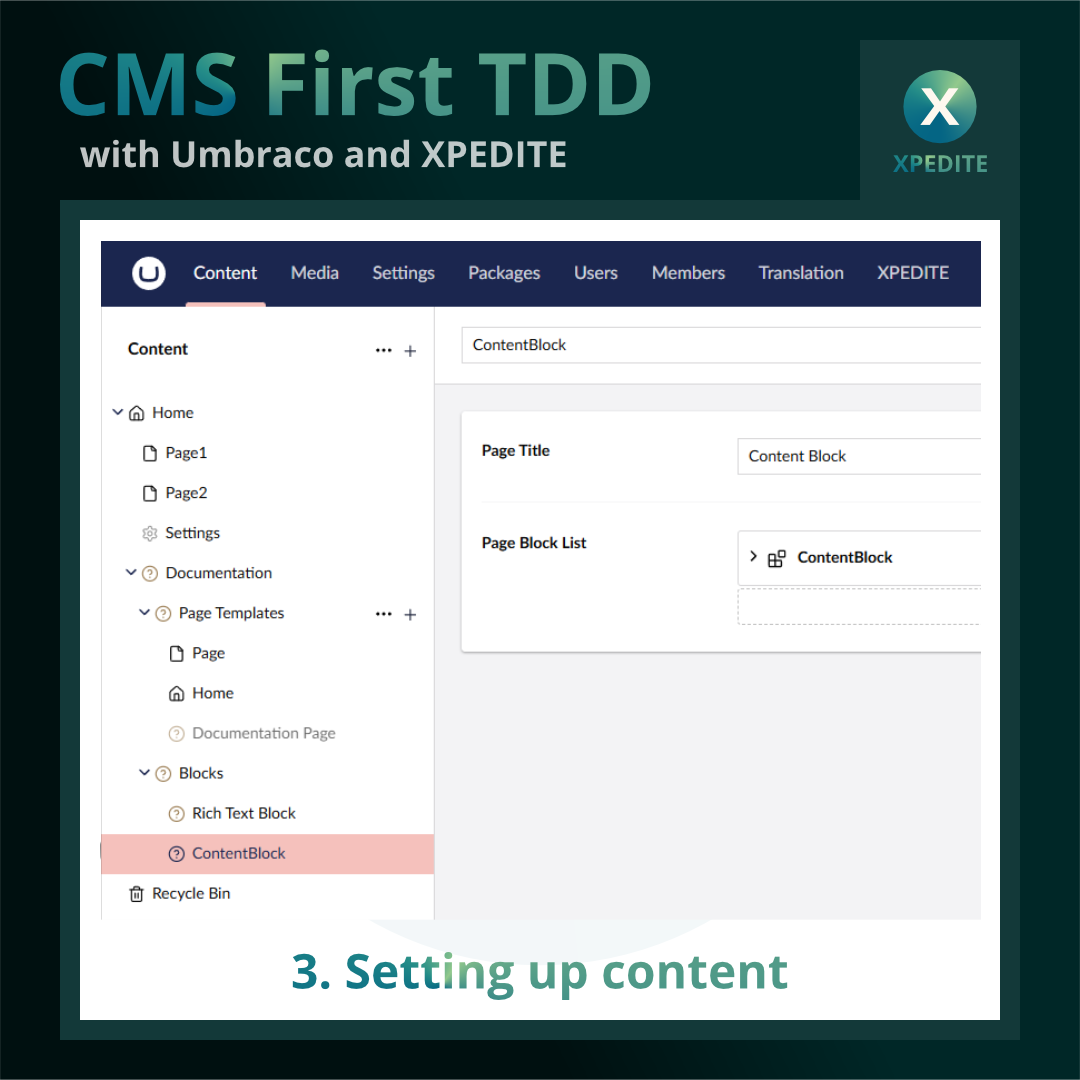 CMS First TDD
with Umbraco and XPEDITE
X
XPEDITE
Content Media Settings Packages Users Members Translation XPEDITE
Content
ContentBlock
Home
Page1
Page2
Settings
Documentation
Page Templates
Page
Home
Documentation Page
Blocks
Rich Text Block
ContentBlock
Recycle Bin
Page Title
Content Block
Page Block List
ContentBlock
3. Setting up content